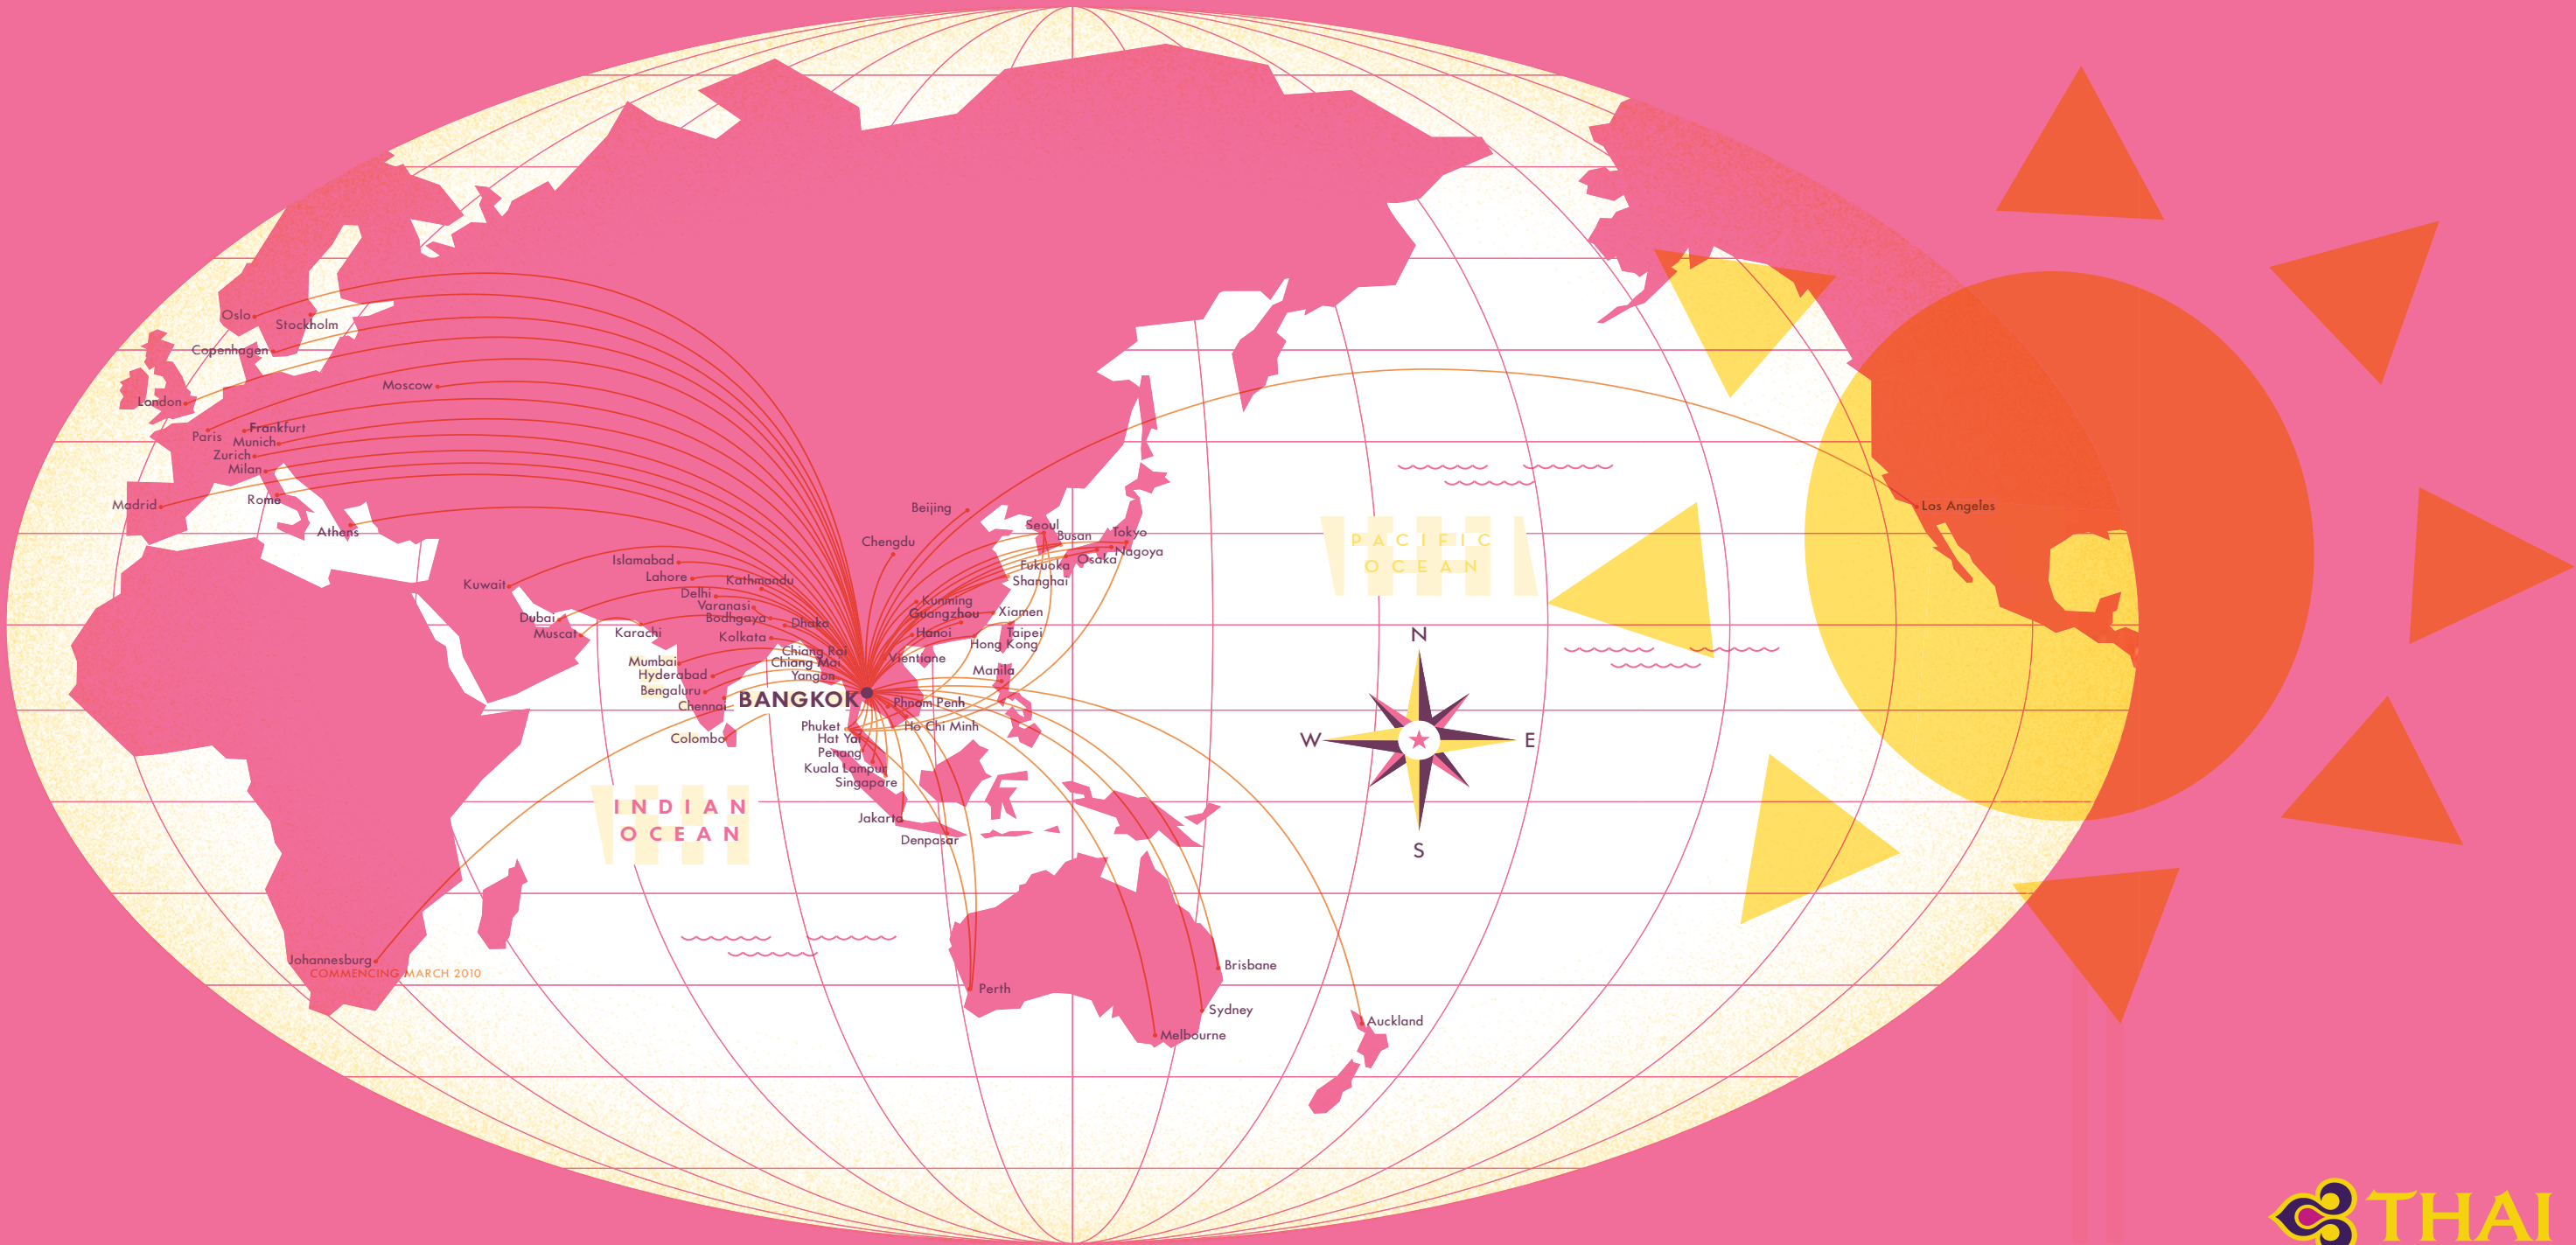 Oslo
Stockholm
Copenhagen
Moscow
London
Paris
Frankfurt
Munich
Zurich
Milan
Madrid
Rome
Athens
Beijing
Chengdu
Seoul
Busan
Tokyo
Nagoya
Osaka
Fukuoka
Shanghai
Los Angeles
PACIFIC
OCEAN
Islamabad
Lahore
Kathmandu
Kuwait
Delhi
Varanasi
Bodhgaya
Dhaka
Dubai
Muscat
Karachi
Kolkata
Kunming
Guangzhou
Xiamen
Hanoi
Taipei
Hong Kong
Chiang Rai
Chiang Mai
Yangon
Vientiane
Manila
Mumbai
Hyderabad
Bengaluru
Chennai
BANGKOK
Phnom Penh
Ho Chi Minh
Phuket
Hat Yai
Penang
Kuala Lumpur
Singapore
Colombo
N
W
E
S
INDIAN
OCEAN
Jakarta
Denpasar
Johannesburg
COMMENCING MARCH 2010
Perth
Brisbane
Sydney
Melbourne
Auckland
THAI